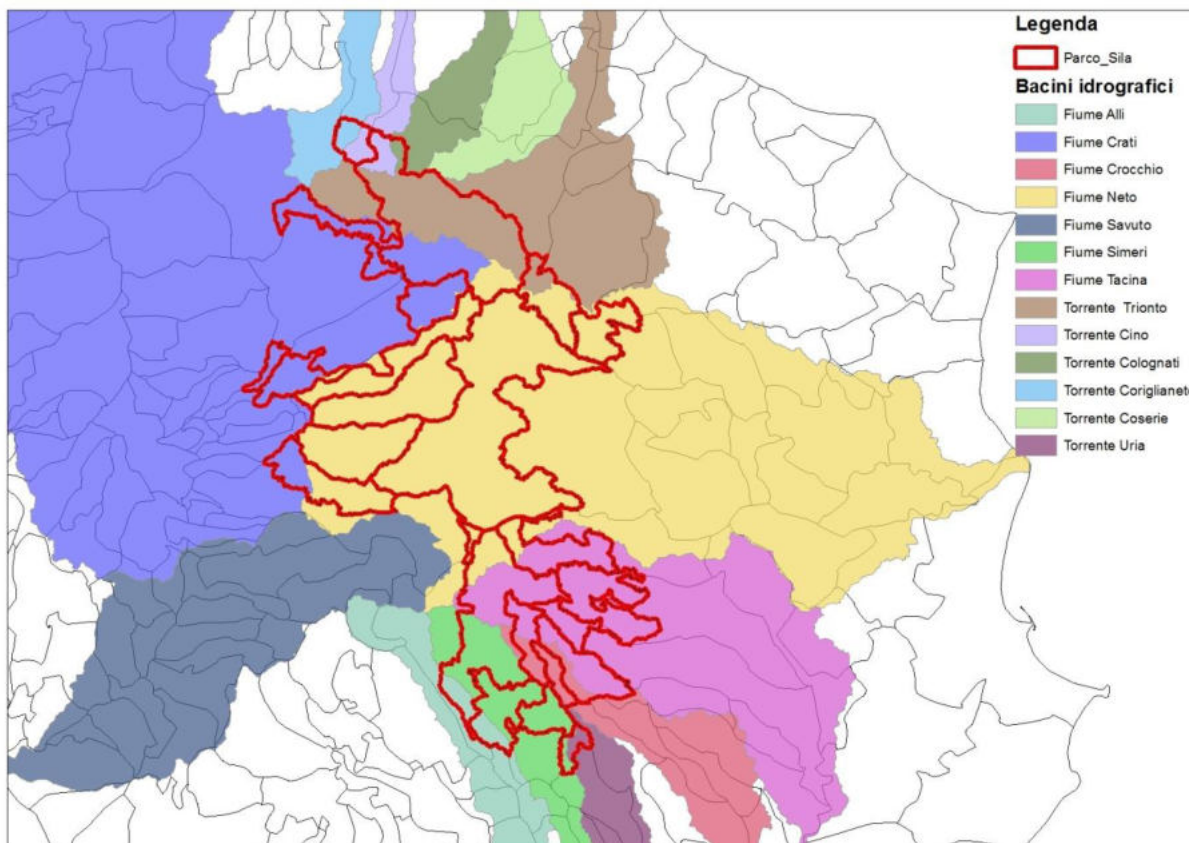 Legenda
Parco_Sila
Bacini idrografici
Fiume Alli
Fiume Crati
Fiume Crocchio
Fiume Neto
Fiume Savuto
Fiume Simeri
Fiume Tacina
Torrente Trionto
Torrente Cino
Torrente Colognati
Torrente Coriglianeto
Torrente Coserie
Torrente Uria